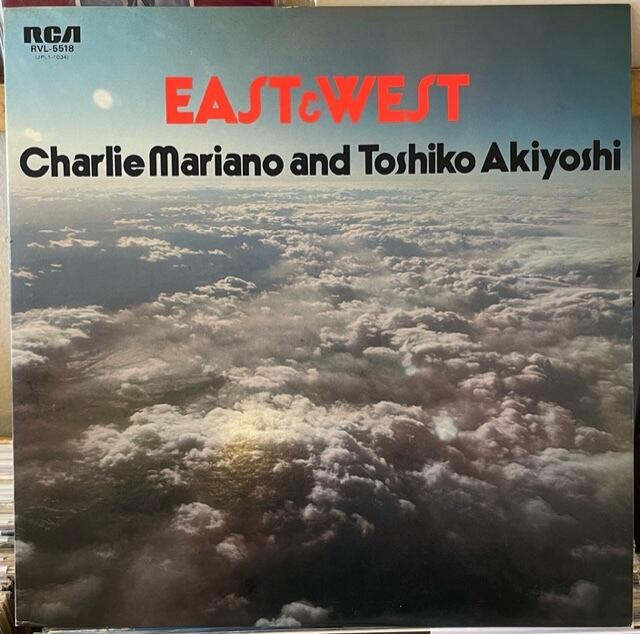 RCA
RVL-5518
(JPL1-1034)
EAST & WEST
Charlie Mariano and Toshiko Akiyoshi